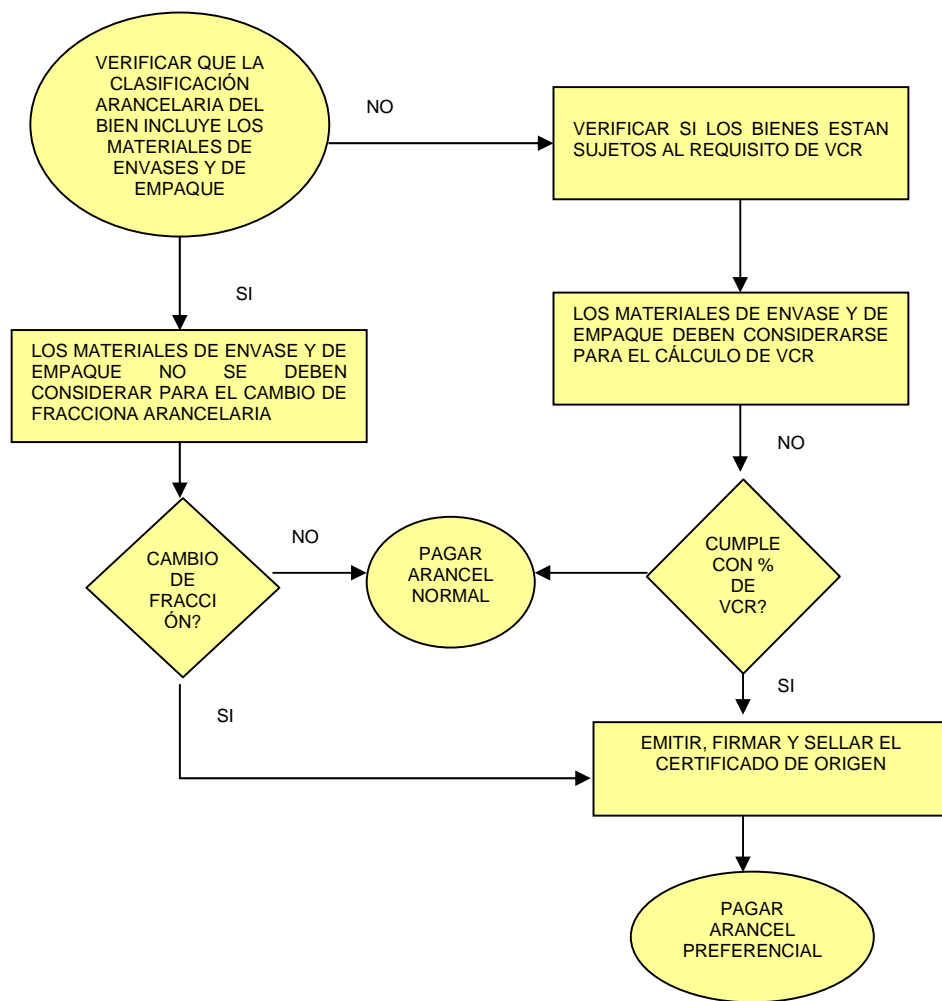 VERIFICAR QUE LA
CLASIFICACIÓN
ARANCELARIA DEL
BIEN INCLUYE LOS
MATERIALES DE
ENVASES Y DE
EMPAQUE
NO
VERIFICAR SI LOS BIENES ESTAN
SUJETOS AL REQUISITO DE VCR
SI
LOS MATERIALES DE ENVASE Y DE
EMPAQUE NO SE DEBEN
CONSIDERAR PARA EL CAMBIO DE
FRACCIONA ARANCELARIA
LOS MATERIALES DE ENVASE Y DE
EMPAQUE DEBEN CONSIDERARSE
PARA EL CÁLCULO DE VCR
NO
CAMBIO
DE
FRACCI
ÓN?
NO
PAGAR
ARANCEL
NORMAL
CUMPLE
CON %
DE
VCR?
SI
SI
EMITIR, FIRMAR Y SELLAR EL
CERTIFICADO DE ORIGEN
PAGAR
ARANCEL
PREFERENCIAL